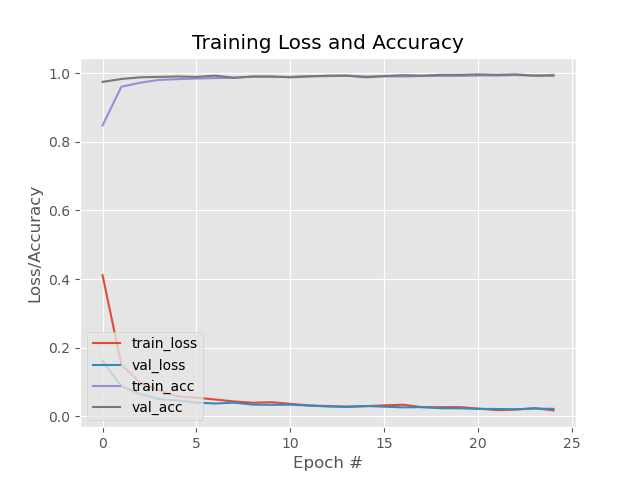 Training Loss and Accuracy
1.0
0.8
0.6
0.4
0.2
0.0
Loss/Accuracy
train_loss
val_loss
train_acc
val_acc
0 5 10 15 20 25
Epoch #